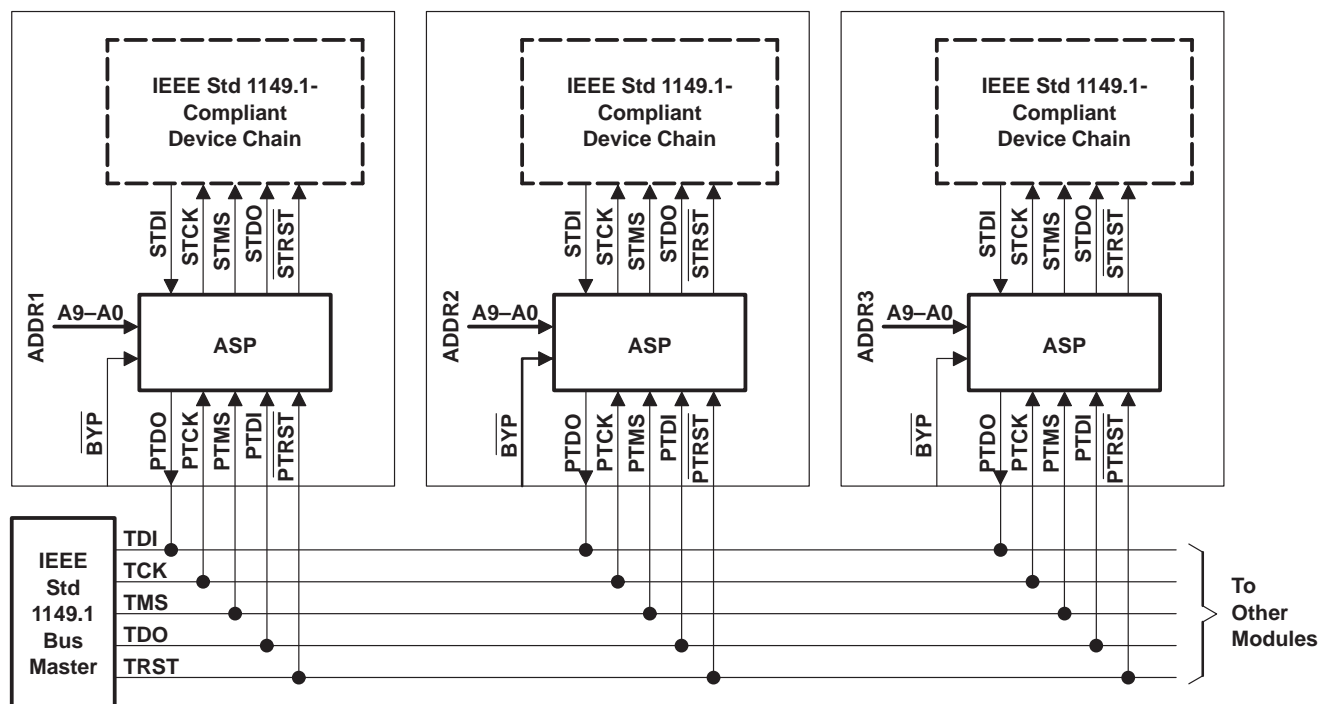 IEEE Std 1149.1-
Compliant
Device Chain
IEEE Std 1149.1-
Compliant
Device Chain
IEEE Std 1149.1-
Compliant
Device Chain
STDI
STCK
STMS
STDO
STRST
STDI
STCK
STMS
STDO
STRST
STDI
STCK
STMS
STDO
STRST
ADDR1
A9–A0
ASP
ADDR2
A9–A0
ASP
ADDR3
A9–A0
ASP
BYP
PTDO
PTCK
PTMS
PTDI
PTRST
BYP
PTDO
PTCK
PTMS
PTDI
PTRST
BYP
PTDO
PTCK
PTMS
PTDI
PTRST
IEEE
Std
1149.1
Bus
Master
TDI
TCK
TMS
TDO
TRST
To
Other
Modules